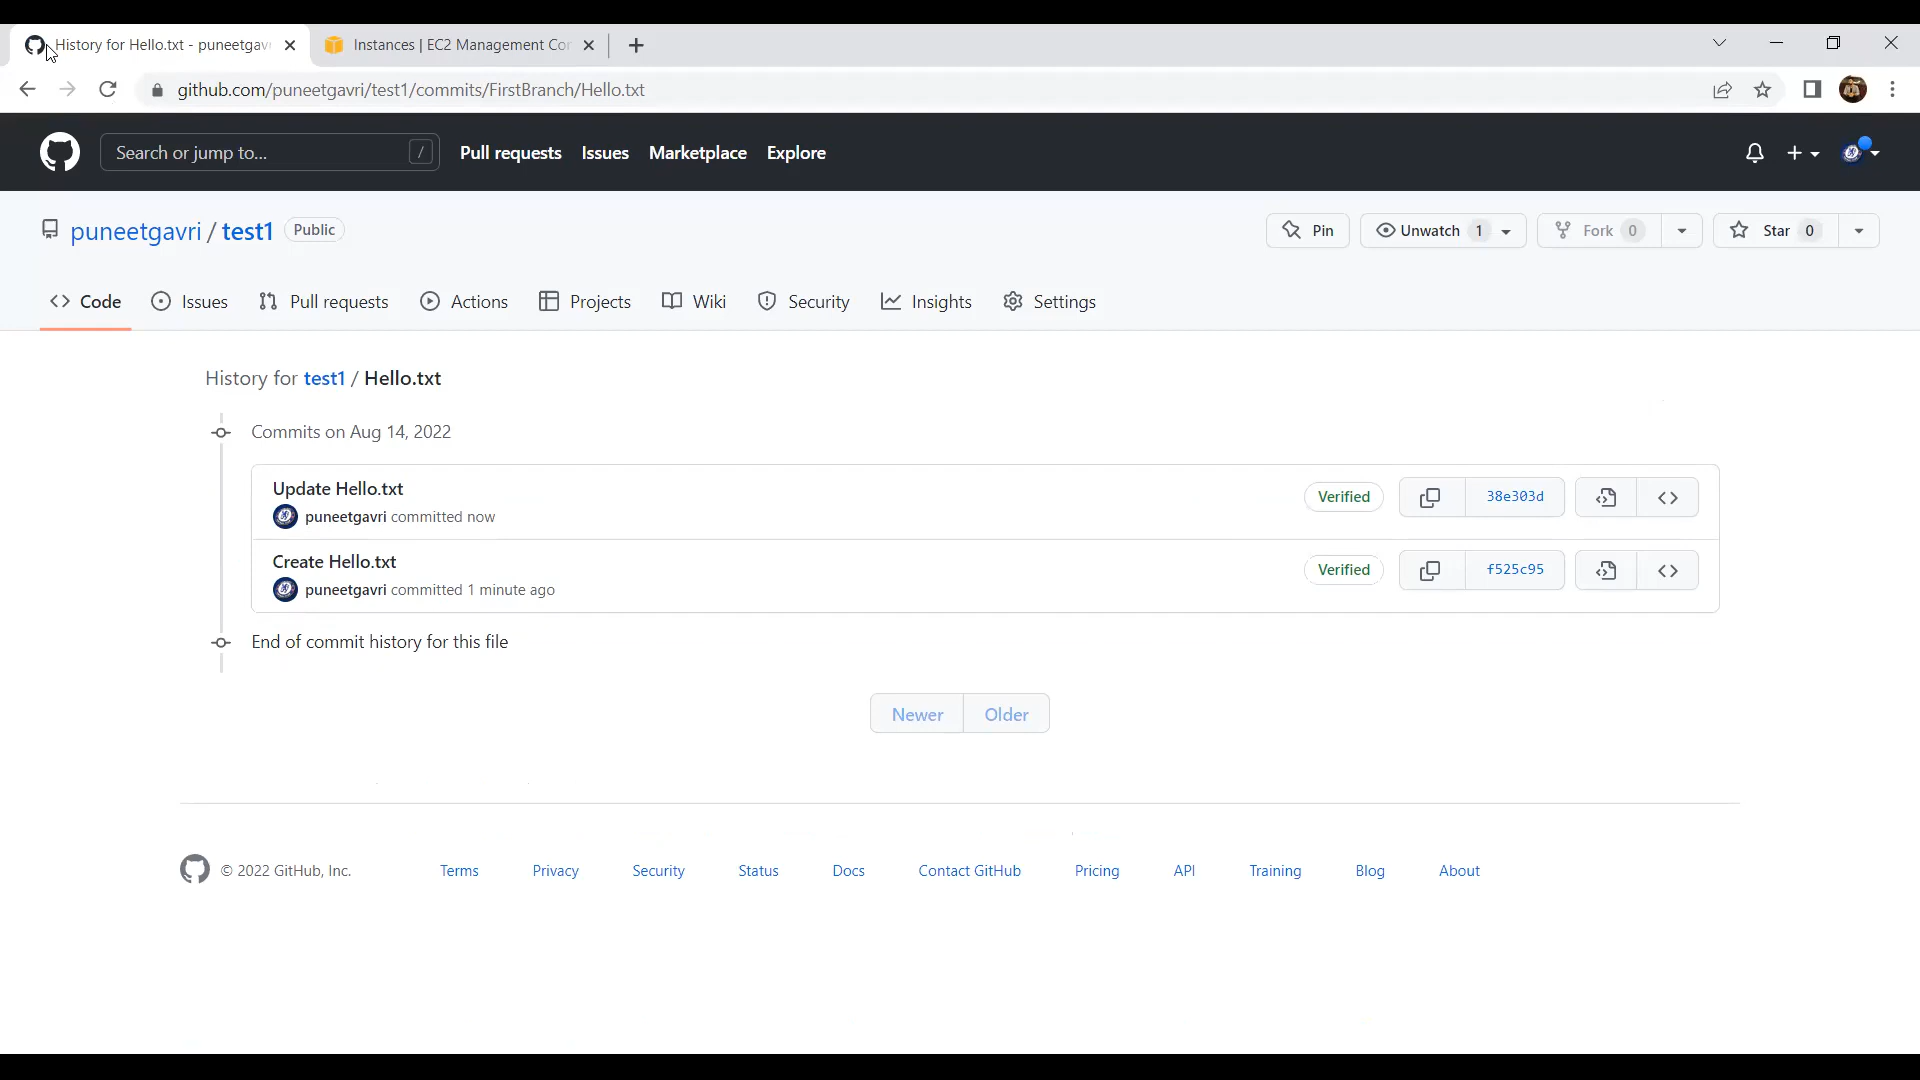 History for Hello.txt - puneetgavr
Instances | EC2 Management Con
github.com/puneetgavri/test1/commits/FirstBranch/Hello.txt
Search or jump to... /
Pull requests Issues Marketplace Explore
puneetgavri / test1 Public
Pin Unwatch 1 Fork 0 Star 0
Code Issues Pull requests Actions Projects Wiki Security Insights Settings
History for test1 / Hello.txt
Commits on Aug 14, 2022
Update Hello.txt
puneetgavri committed now
Verified 38e303d
Create Hello.txt
puneetgavri committed 1 minute ago
Verified f525c95
End of commit history for this file
Newer Older
© 2022 GitHub, Inc. Terms Privacy Security Status Docs Contact GitHub Pricing API Training Blog About